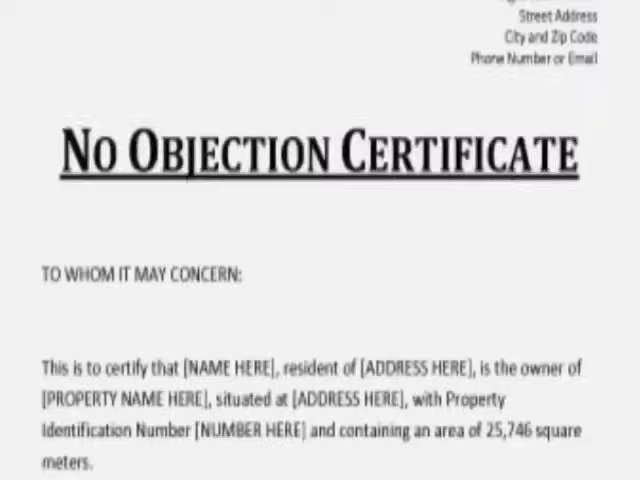 Street Address
City and Zip Code
Phone Number or Email
NO OBJECTION CERTIFICATE
TO WHOM IT MAY CONCERN:
This is to certify that [NAME HERE], resident of [ADDRESS HERE], is the owner of
[PROPERTY NAME HERE], situated at [ADDRESS HERE], with Property
Identification Number [NUMBER HERE] and containing an area of 25,746 square
meters.